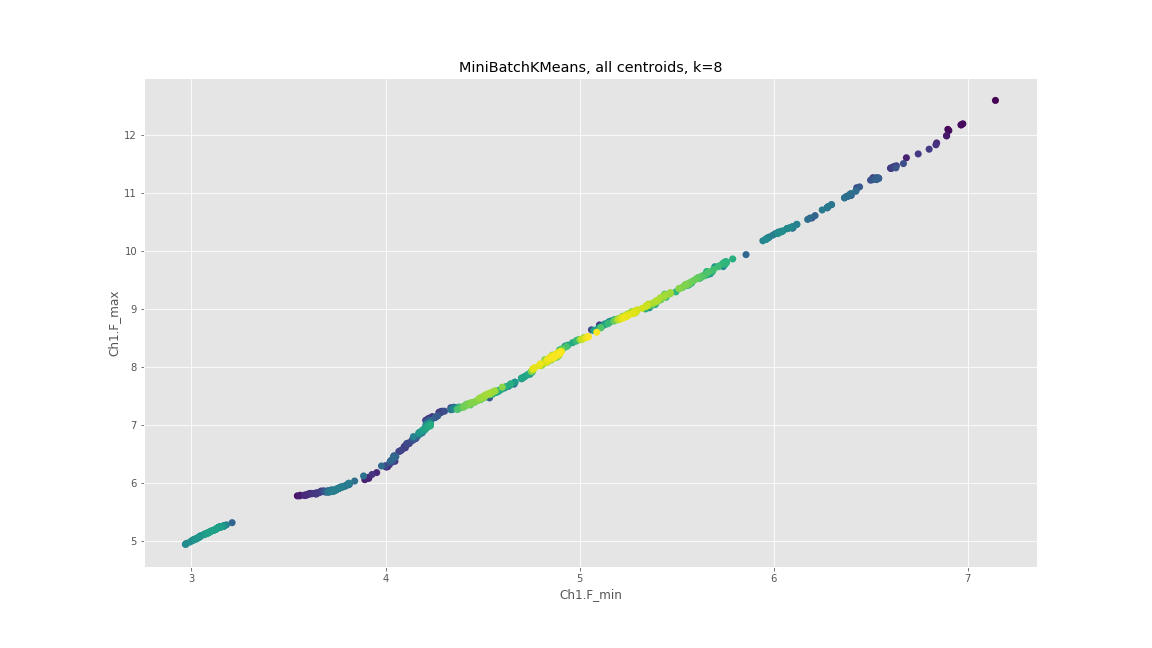 MiniBatchKMeans, all centroids, k=8
12
11
10
9
8
7
6
5
Ch1.F_max
3 4 5 6 7
Ch1.F_min